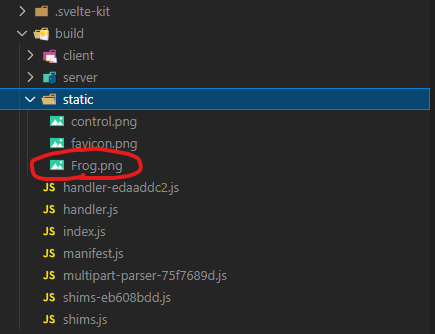 .svelte-kit
build
client
server
static
control.png
favicon.png
Frog.png
JS handler-edaaddc2.js
JS handler.js
JS index.js
JS manifest.js
JS multipart-parser-75f7689d.js
JS shims-eb608bdd.js
JS shims.js